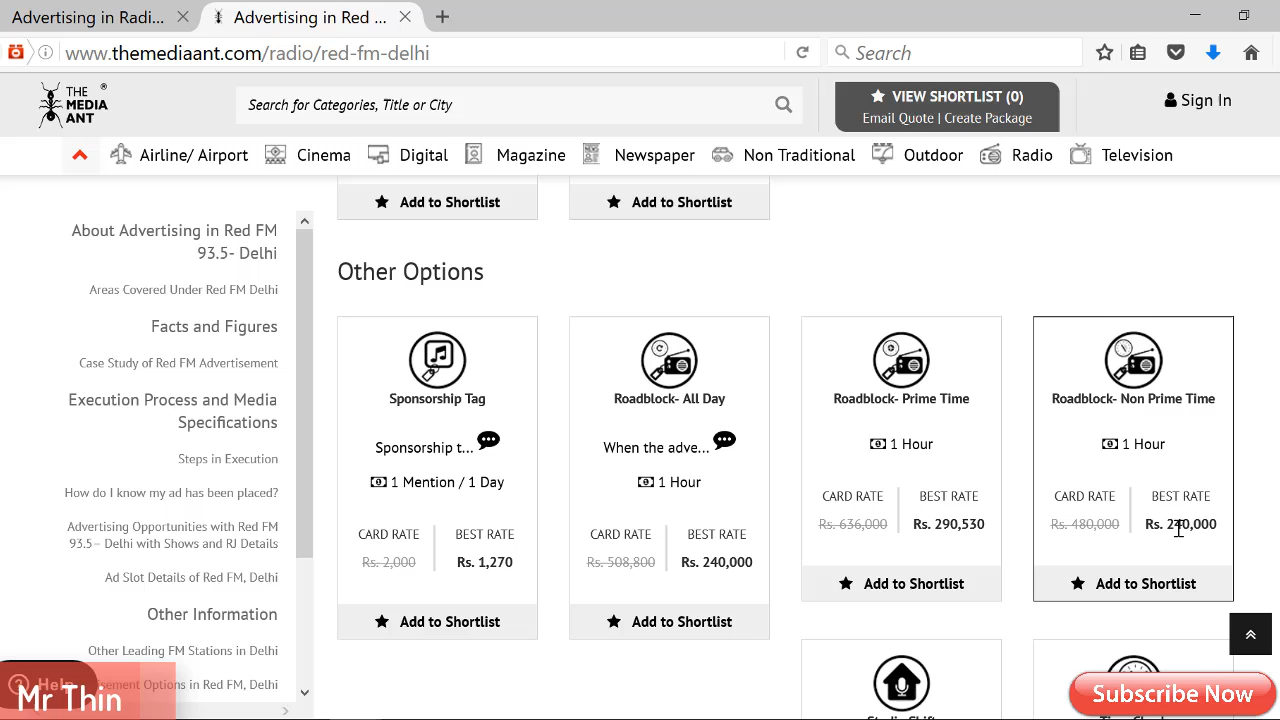 Advertising in Radi...
Advertising in Red ...
www.themediaant.com/radio/red-fm-delhi
Search
THE MEDIA ANT
Search for Categories, Title or City
VIEW SHORTLIST (0)
Email Quote | Create Package
Sign In
Airline/ Airport
Cinema
Digital
Magazine
Newspaper
Non Traditional
Outdoor
Radio
Television
Add to Shortlist
Add to Shortlist
About Advertising in Red FM
93.5- Delhi
Areas Covered Under Red FM Delhi
Facts and Figures
Case Study of Red FM Advertisement
Execution Process and Media
Specifications
Steps in Execution
How do I know my ad has been placed?
Advertising Opportunities with Red FM
93.5– Delhi with Shows and RJ Details
Ad Slot Details of Red FM, Delhi
Other Information
Other Leading FM Stations in Delhi
Options in Red FM, Delhi
Help
Mr Thin
Other Options
Sponsorship Tag
Sponsorship t...
1 Mention / 1 Day
CARD RATE
BEST RATE
Rs. 2,000
Rs. 1,270
Add to Shortlist
Roadblock- All Day
When the adve...
1 Hour
CARD RATE
BEST RATE
Rs. 508,800
Rs. 240,000
Add to Shortlist
Roadblock- Prime Time
1 Hour
CARD RATE
BEST RATE
Rs. 636,000
Rs. 290,530
Add to Shortlist
Roadblock- Non Prime Time
1 Hour
CARD RATE
BEST RATE
Rs. 480,000
Rs.
Add to Shortlist
Subscribe Now